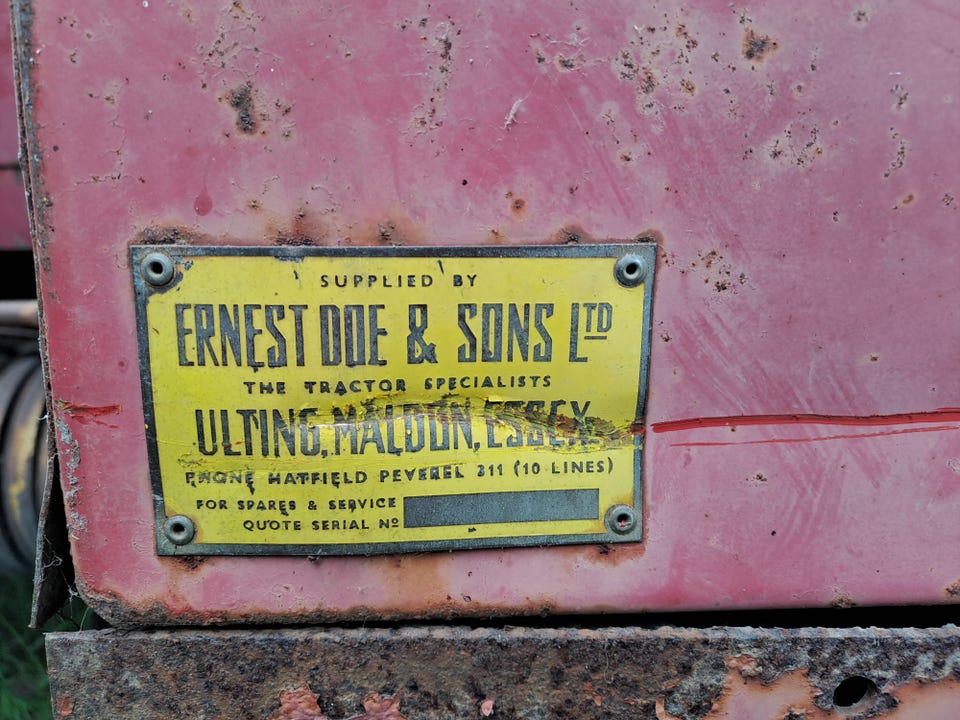 SUPPLIED BY
ERNEST DOE & SONS LTD
THE TRACTOR SPECIALISTS
ULTING, MALDON, ESSEX
PHONE HATFIELD PEVEREL 311 (10 LINES)
FOR SPARES & SERVICE
QUOTE SERIAL Nº